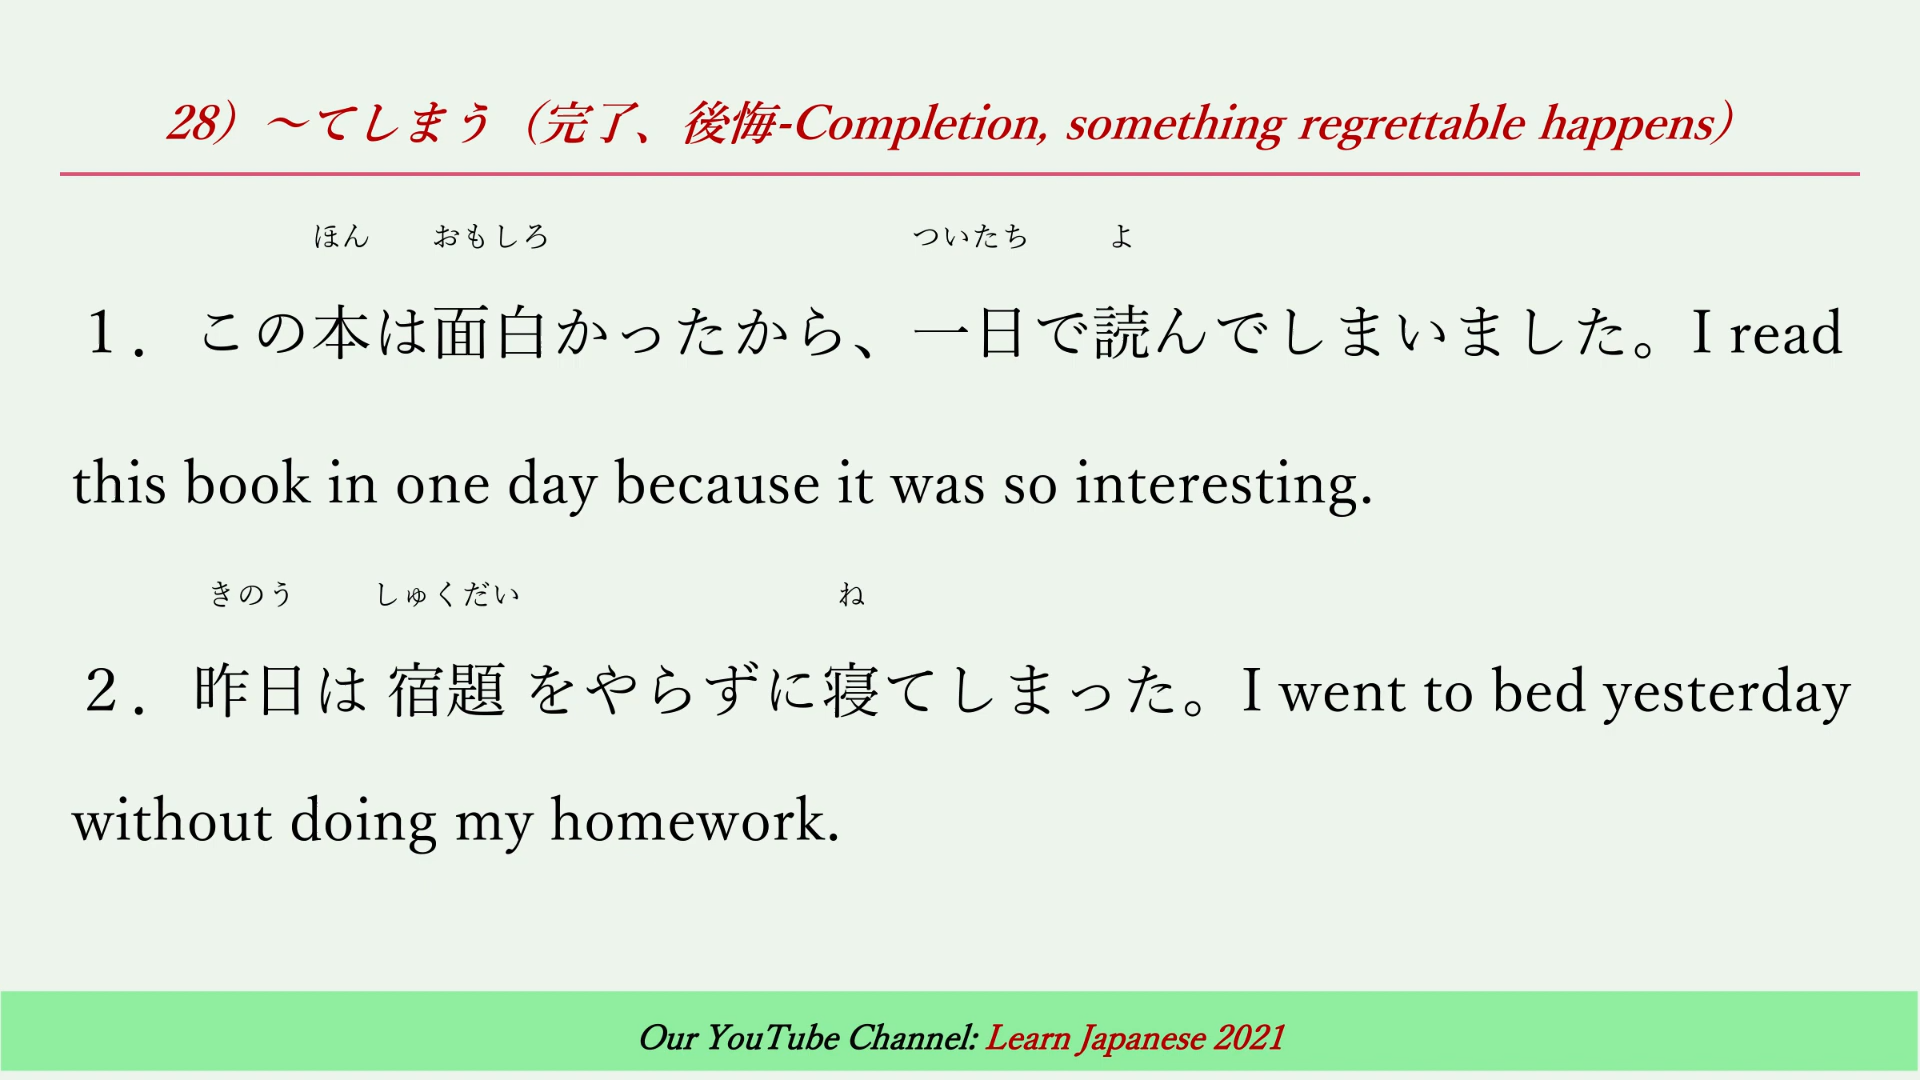 28）～てしまう（完了、後悔-Completion, something regrettable happens）
ほん おもしろ ついたち よ
１．この本は面白かったから、一日で読んでしまいました。I read
this book in one day because it was so interesting.
きのう しゅくだい ね
２．昨日は 宿題 をやらずに寝てしまった。I went to bed yesterday
without doing my homework.
Our YouTube Channel: Learn Japanese 2021